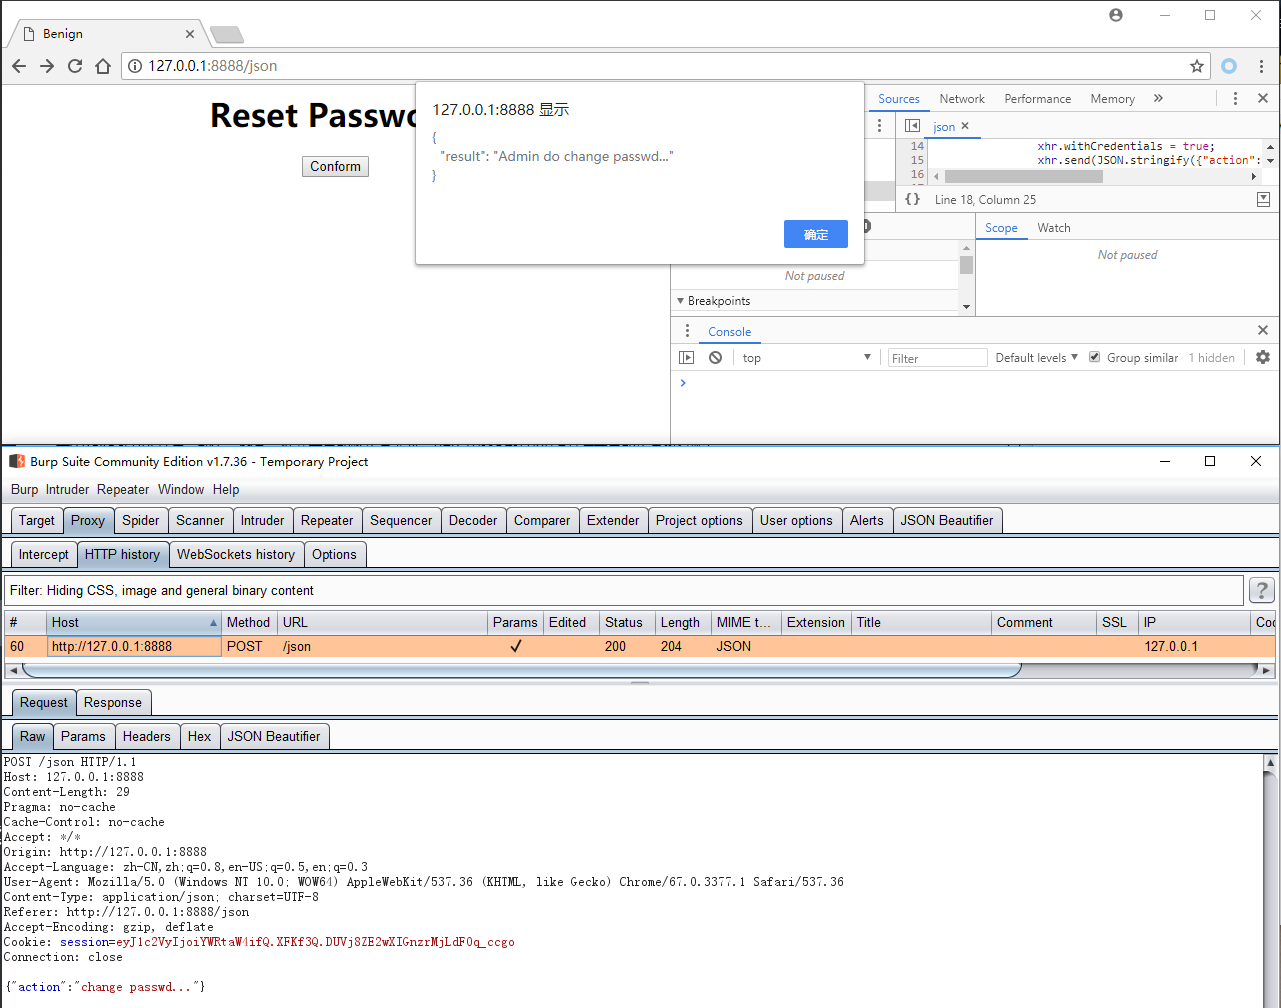 Benign
127.0.0.1:8888/json
Reset Passwo
Conform
127.0.0.1:8888 显示
{
"result": "Admin do change passwd..."
}
确定
Sources Network Performance Memory
json
14 xhr.withCredentials = true;
15 xhr.send(JSON.stringify({"action":
16
{} Line 18, Column 25
Scope Watch
Not paused
Not paused
Breakpoints
Console
top Filter Default levels Group similar 1 hidden
Burp Suite Community Edition v1.7.36 - Temporary Project
Burp Intruder Repeater Window Help
Target Proxy Spider Scanner Intruder Repeater Sequencer Decoder Comparer Extender Project options User options Alerts JSON Beautifier
Intercept HTTP history WebSockets history Options
Filter: Hiding CSS, image and general binary content
# Host Method URL Params Edited Status Length MIME t... Extension Title Comment SSL IP Coo
60 http://127.0.0.1:8888 POST /json 200 204 JSON 127.0.0.1
Request Response
Raw Params Headers Hex JSON Beautifier
POST /json HTTP/1.1
Host: 127.0.0.1:8888
Content-Length: 29
Pragma: no-cache
Cache-Control: no-cache
Accept: */*
Origin: http://127.0.0.1:8888
Accept-Language: zh-CN,zh;q=0.8,en-US;q=0.5,en;q=0.3
User-Agent: Mozilla/5.0 (Windows NT 10.0; WOW64) AppleWebKit/537.36 (KHTML, like Gecko) Chrome/67.0.3377.1 Safari/537.36
Content-Type: application/json; charset=UTF-8
Referer: http://127.0.0.1:8888/json
Accept-Encoding: gzip, deflate
Cookie: session=eyJ1c2VyIjoiYWRtaW4ifQ.XFKf3Q.DUVj8ZE2wXIGnzrMjLdF0q_ccgo
Connection: close
{"action":"change passwd..."}